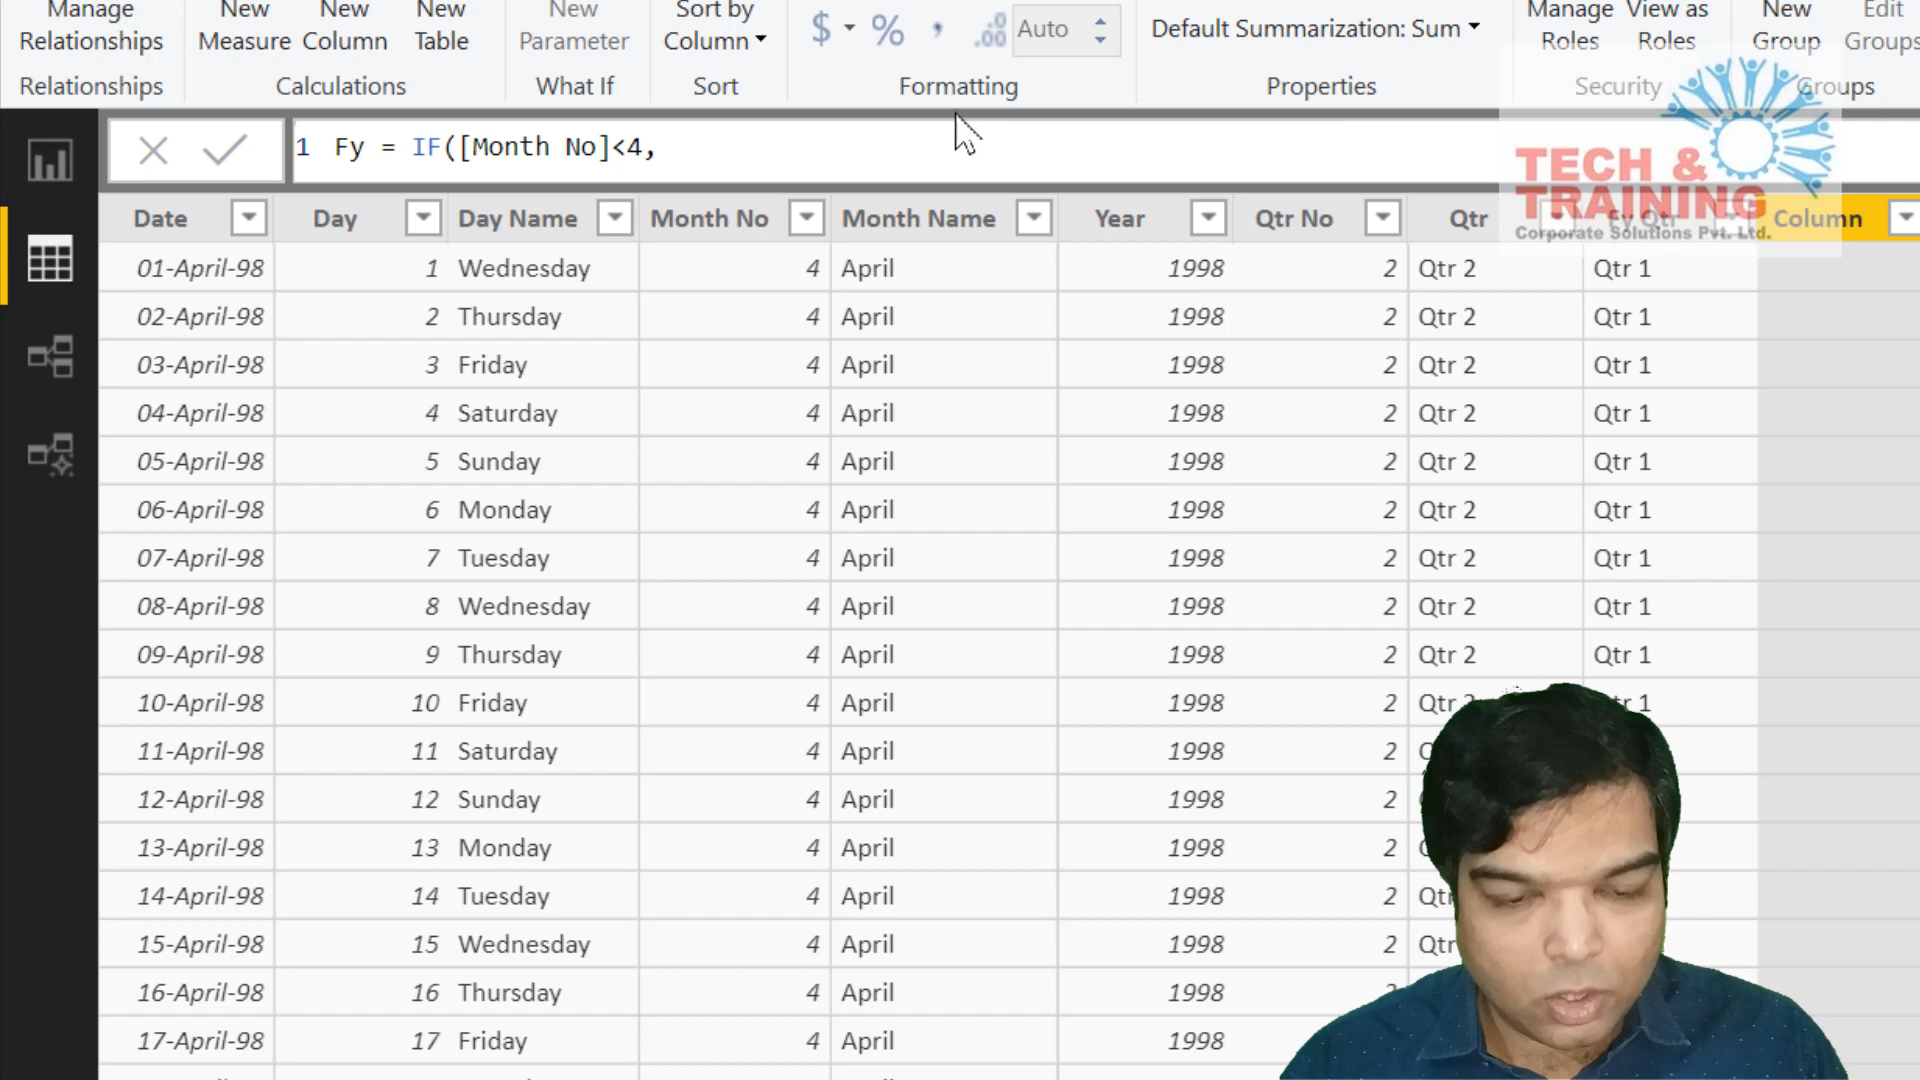 Manage Relationships
New Measure
New Column
New Table
New Parameter
Sort by Column
$ % , .00 Auto
Default Summarization: Sum
Manage Roles
View as Roles
New Group
Edit Groups
Relationships
Calculations
What If
Sort
Formatting
Properties
Security
Groups
1 Fy = IF([Month No]<4,
TECH &
TRAINING
Corporate Solutions Pvt. Ltd.
Date Day Day Name Month No Month Name Year Qtr No Qtr Fy Qtr Column
01-April-98 1 Wednesday 4 April 1998 2 Qtr 2 Qtr 1
02-April-98 2 Thursday 4 April 1998 2 Qtr 2 Qtr 1
03-April-98 3 Friday 4 April 1998 2 Qtr 2 Qtr 1
04-April-98 4 Saturday 4 April 1998 2 Qtr 2 Qtr 1
05-April-98 5 Sunday 4 April 1998 2 Qtr 2 Qtr 1
06-April-98 6 Monday 4 April 1998 2 Qtr 2 Qtr 1
07-April-98 7 Tuesday 4 April 1998 2 Qtr 2 Qtr 1
08-April-98 8 Wednesday 4 April 1998 2 Qtr 2 Qtr 1
09-April-98 9 Thursday 4 April 1998 2 Qtr 2 Qtr 1
10-April-98 10 Friday 4 April 1998 2 Qtr 2 tr 1
11-April-98 11 Saturday 4 April 1998 2
12-April-98 12 Sunday 4 April 1998 2
13-April-98 13 Monday 4 April 1998 2
14-April-98 14 Tuesday 4 April 1998 2 Qtr
15-April-98 15 Wednesday 4 April 1998 2 Qtr
16-April-98 16 Thursday 4 April 1998
17-April-98 17 Friday 4 April 1998